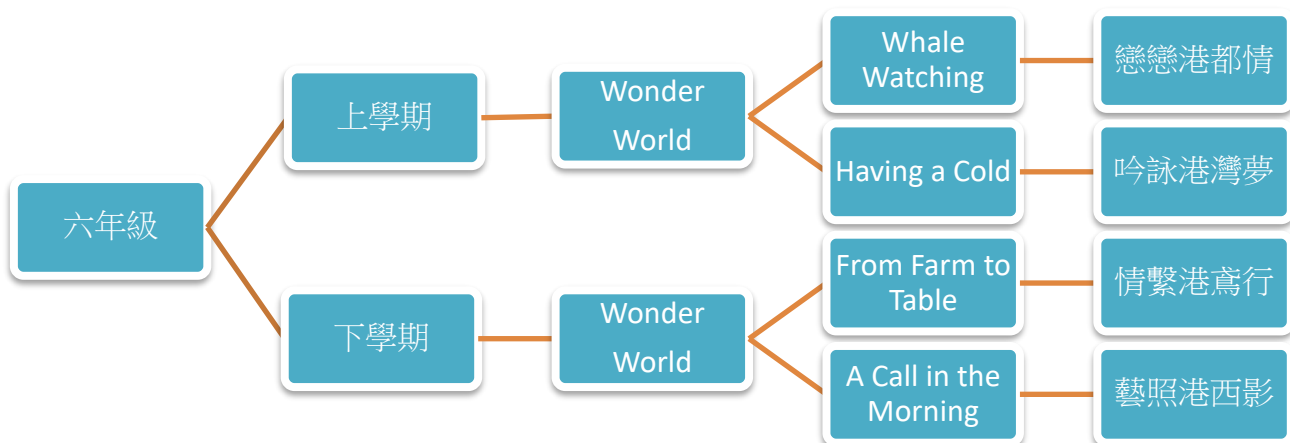 六年級
上學期
Wonder
World
Whale
Watching
戀戀港都情
Having a Cold
吟詠港灣夢
下學期
Wonder
World
From Farm to
Table
情繫港鳶行
A Call in the
Morning
藝照港西影